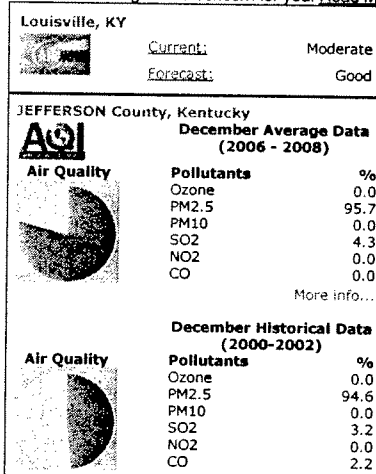 Louisville, KY
Current: Moderate
Forecast: Good
JEFFERSON County, Kentucky
AQI
December Average Data
(2006 - 2008)
Air Quality
Pollutants %
Ozone 0.0
PM2.5 95.7
PM10 0.0
SO2 4.3
NO2 0.0
CO 0.0
More info...
December Historical Data
(2000-2002)
Air Quality
Pollutants %
Ozone 0.0
PM2.5 94.6
PM10 0.0
SO2 3.2
NO2 0.0
CO 2.2